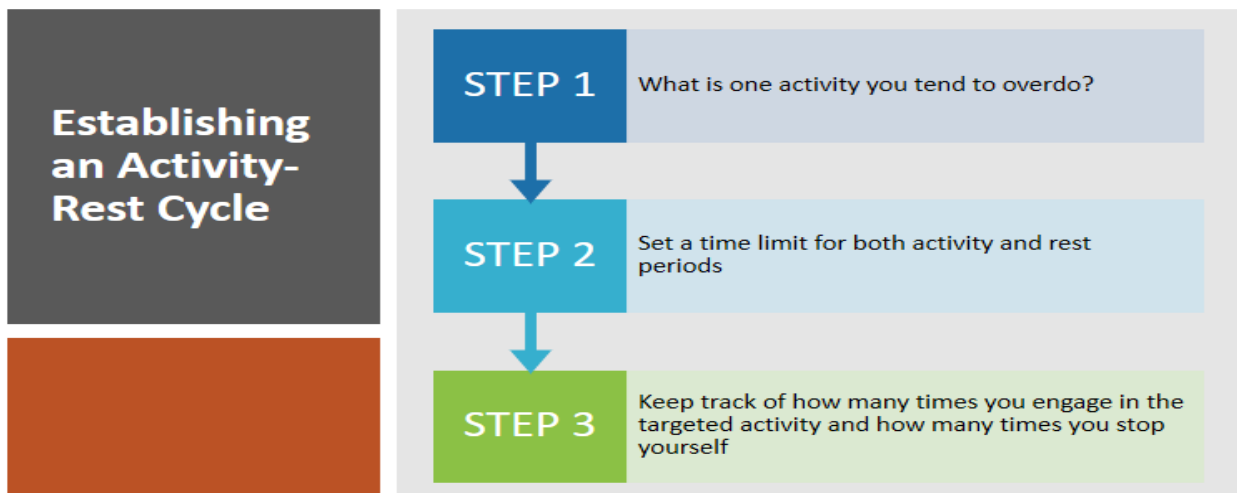 Establishing
an Activity-
Rest Cycle
STEP 1
What is one activity you tend to overdo?
STEP 2
Set a time limit for both activity and rest
periods
STEP 3
Keep track of how many times you engage in the
targeted activity and how many times you stop
yourself